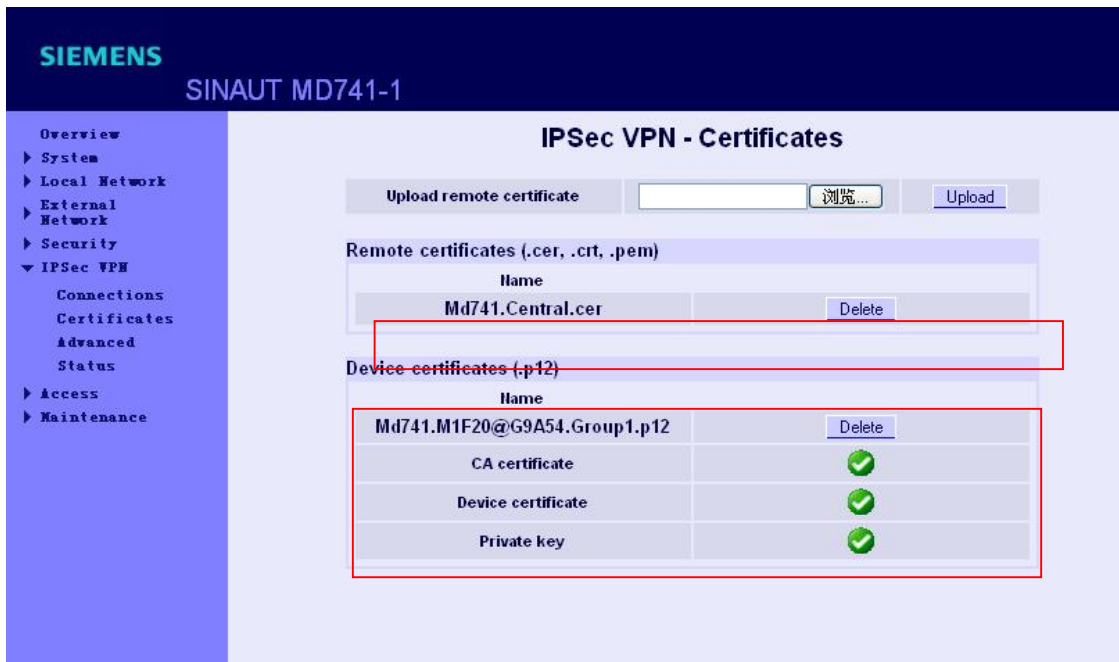 SIEMENS
SINAUT MD741-1
Overview
System
Local Network
External
Network
Security
IPSec VPN
Connections
Certificates
Advanced
Status
Access
Maintenance
IPSec VPN - Certificates
Upload remote certificate 浏览... Upload
Remote certificates (.cer, .crt, .pem)
Name
Md741.Central.cer Delete
Device certificates (.p12)
Name
Md741.M1F20@G9A54.Group1.p12 Delete
CA certificate
Device certificate
Private key